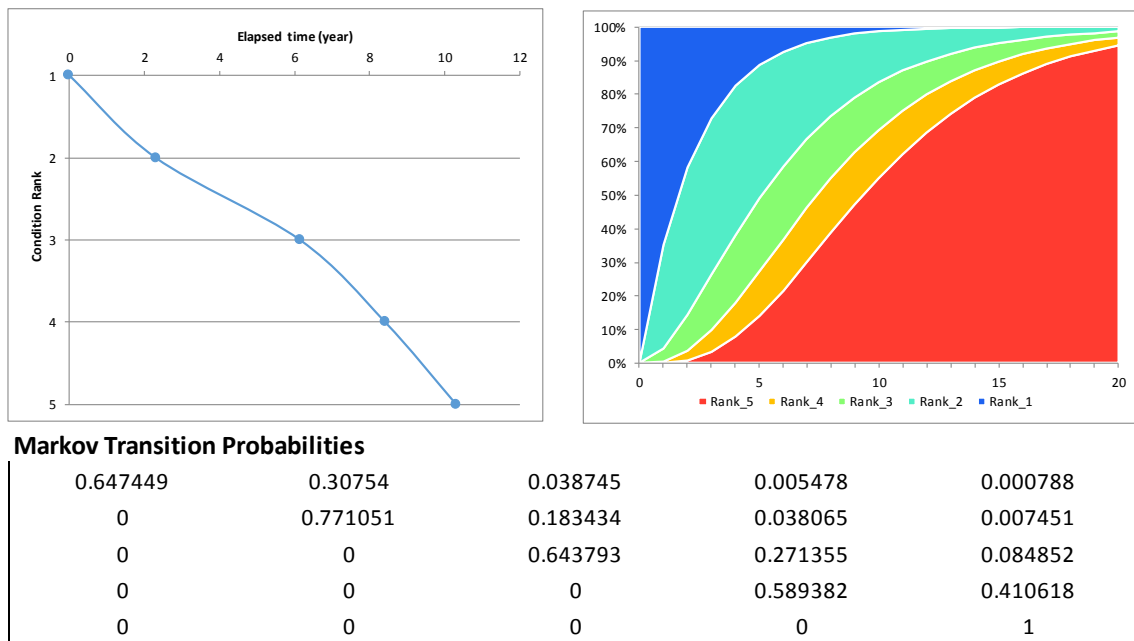 Elapsed time (year)
0 2 4 6 8 10 12
Condition Rank
1
2
3
4
5
100%
90%
80%
70%
60%
50%
40%
30%
20%
10%
0%
0 5 10 15 20
Rank_5 Rank_4 Rank_3 Rank_2 Rank_1
Markov Transition Probabilities
0.647449 0.30754 0.038745 0.005478 0.000788
0 0.771051 0.183434 0.038065 0.007451
0 0 0.643793 0.271355 0.084852
0 0 0 0.589382 0.410618
0 0 0 0 1